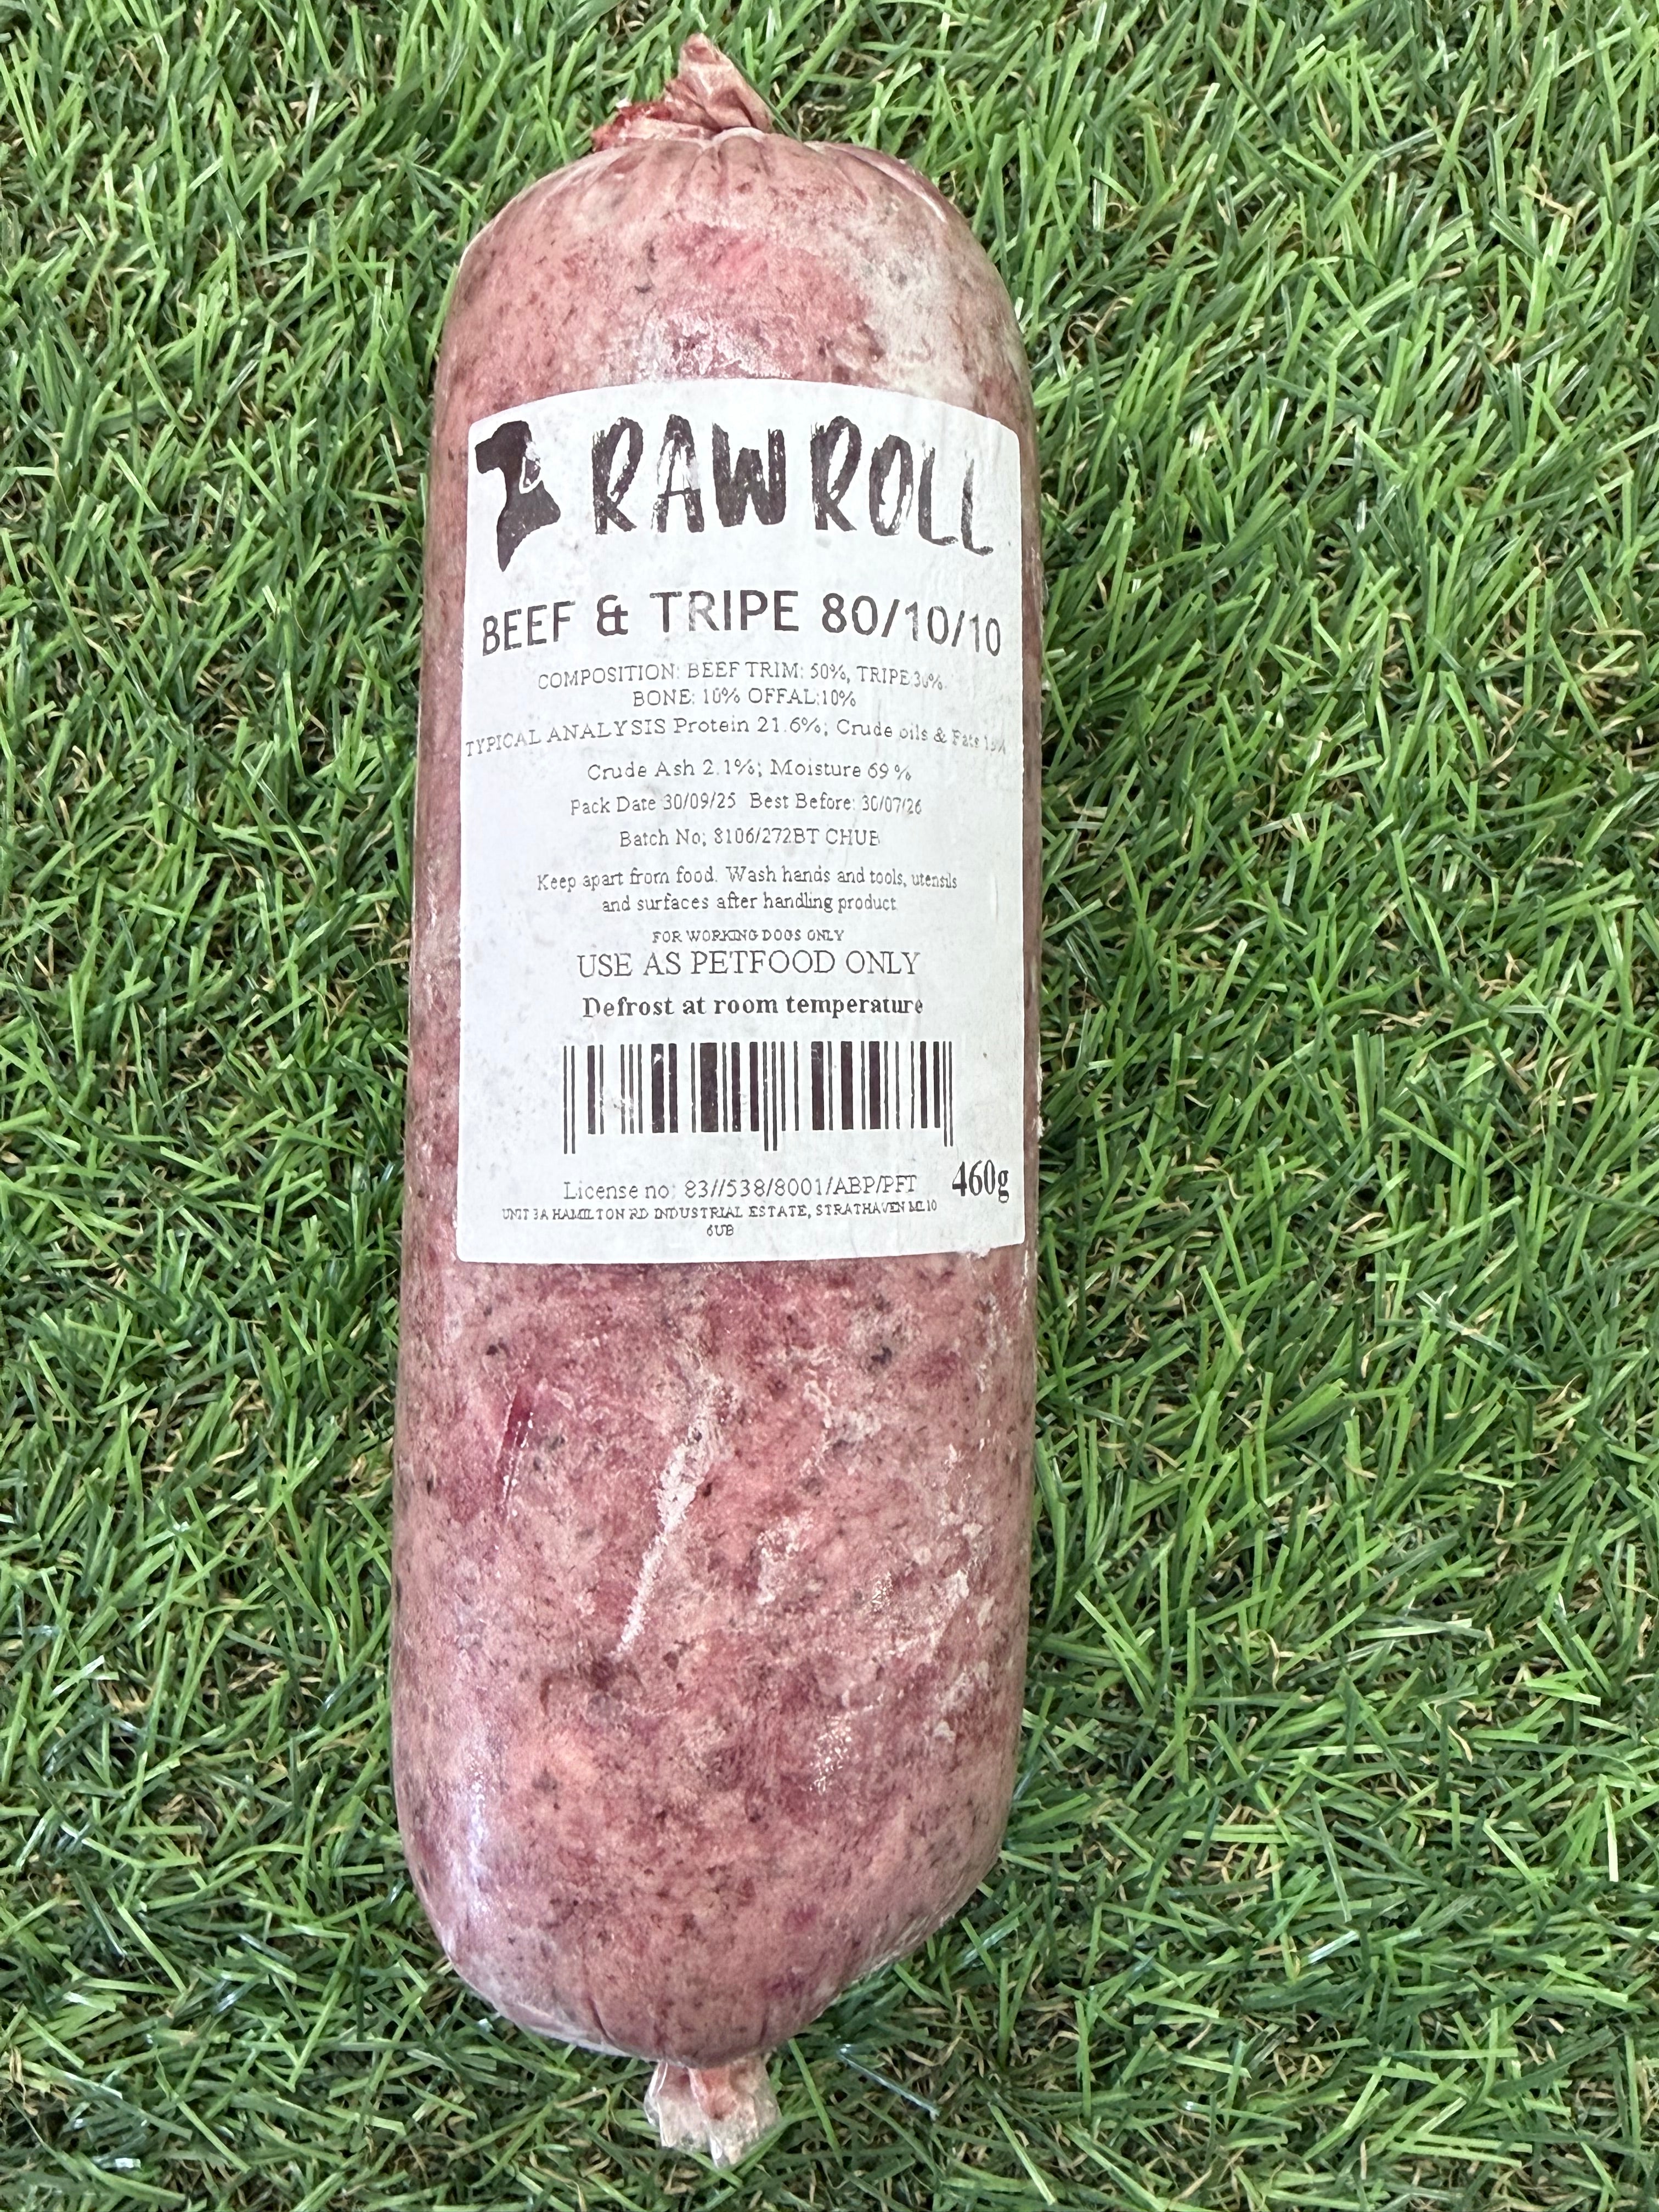 RAW ROLL
BEEF & TRIPE 80/10/10
COMPOSITION: BEEF TRIM: 50%, TRIPE 30%
BONE: 10% OFFAL:10%
TYPICAL ANALYSIS Protein 21.6%; Crude oils & Fats
Crude Ash 2.1%; Moisture 69 %
Pack Date 30/09/25 Best Before: 30/07/26
Batch No; 8106/272BT CHUB
Keep apart from food. Wash hands and tools, utensils
and surfaces after handling product
FOR WORKING DOGS ONLY
USE AS PETFOOD ONLY
Defrost at room temperature
460g
License no: 83//538/8001/ABP/PFT
UNIT 3A HAMILTON RD INDUSTRIAL ESTATE, STRATHAVEN ML10
6UB